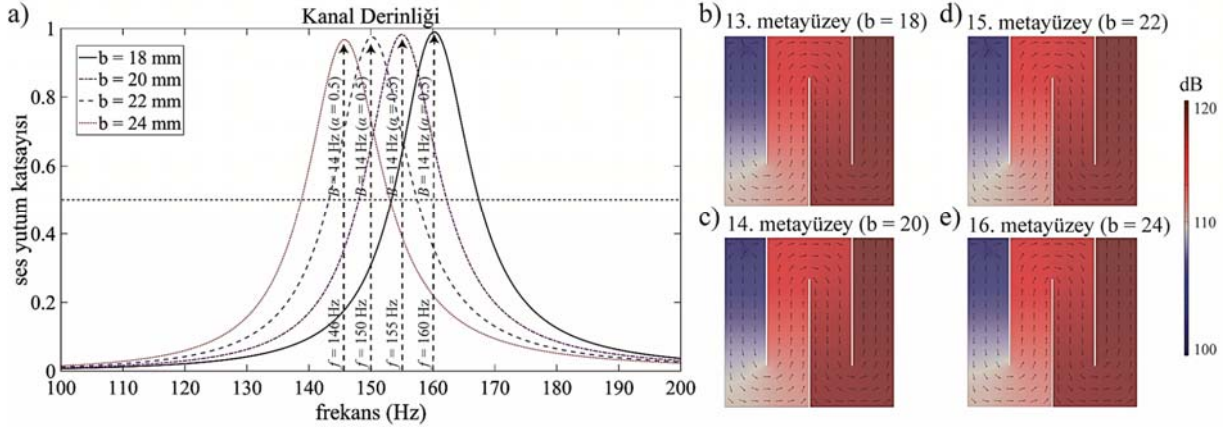 a)
Kanal Derinliği
ses yutum katsayısı
1
0.8
0.6
0.4
0.2
0
b = 18 mm
b = 20 mm
b = 22 mm
b = 24 mm
B = 14 Hz (α = 0.5)
B = 14 Hz (α = 0.5)
B = 14 Hz (α = 0.5)
B = 14 Hz (α = 0.5)
f = 146 Hz
f = 150 Hz
f = 155 Hz
f = 160 Hz
100 110 120 130 140 150 160 170 180 190 200
frekans (Hz)
b) 13. metayüzey (b = 18)
d) 15. metayüzey (b = 22)
c) 14. metayüzey (b = 20)
e) 16. metayüzey (b = 24)
dB
120
110
100